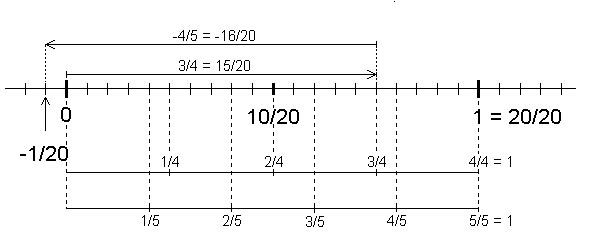 -4/5 = -16/20
3/4 = 15/20
0
10/20
1 = 20/20
-1/20
1/4
2/4
3/4
4/4 = 1
1/5
2/5
3/5
4/5
5/5 = 1